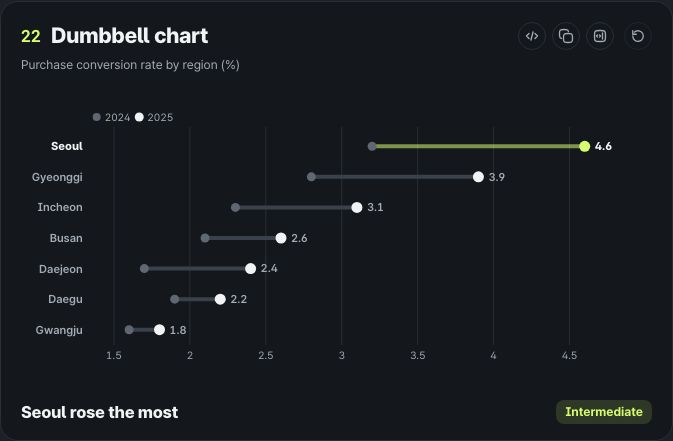 22 Dumbbell chart
Purchase conversion rate by region (%)
2024 2025
Seoul 4.6
Gyeonggi 3.9
Incheon 3.1
Busan 2.6
Daejeon 2.4
Daegu 2.2
Gwangju 1.8
1.5 2 2.5 3 3.5 4 4.5
Seoul rose the most
Intermediate